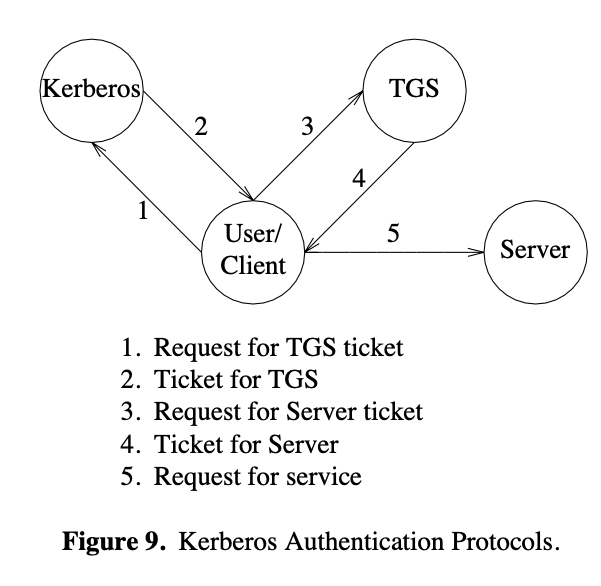 Kerberos
TGS
2
3
4
1
User/
Client
5
Server
1. Request for TGS ticket
2. Ticket for TGS
3. Request for Server ticket
4. Ticket for Server
5. Request for service
Figure 9. Kerberos Authentication Protocols.